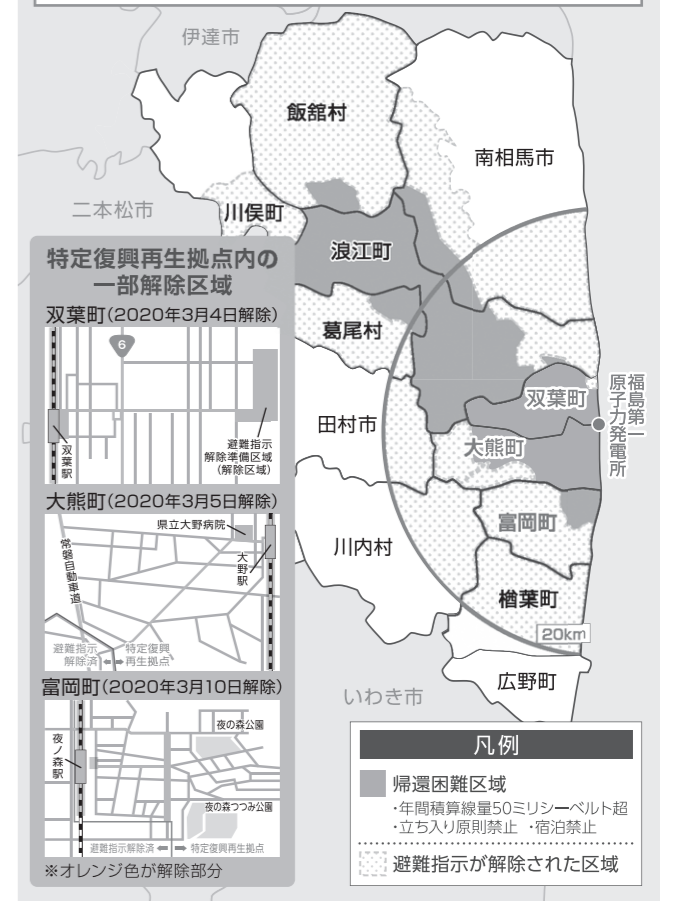 伊達市
飯舘村
南相馬市
二本松市
川俣町
浪江町
葛尾村
田村市
双葉町
大熊町
福島第一
原子力発電所
富岡町
川内村
楢葉町
20km
広野町
いわき市
特定復興再生拠点内の
一部解除区域
双葉町(2020年3月4日解除)
6
双葉駅
避難指示
解除準備区域
(解除区域)
大熊町(2020年3月5日解除)
県立大野病院
大野駅
常磐自動車道
避難指示
解除済
特定復興
再生拠点
富岡町(2020年3月10日解除)
夜の森公園
夜ノ森駅
夜の森つつみ公園
避難指示解除済
特定復興再生拠点
※オレンジ色が解除部分
凡例
帰還困難区域
・年間積算線量50ミリシーベルト超
・立ち入り原則禁止 ・宿泊禁止
避難指示が解除された区域